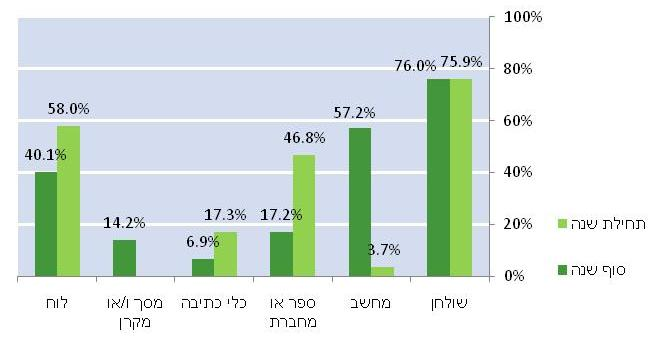 100%
80%
60%
40%
20%
0%
76.0% 75.9%
57.2%
3.7%
17.2%
46.8%
6.9%
17.3%
14.2%
40.1%
58.0%
שולחן
מחשב
ספר או
מחברת
כלי כתיבה
מסך ו/או
מקרן
לוח
תחילת שנה
סוף שנה